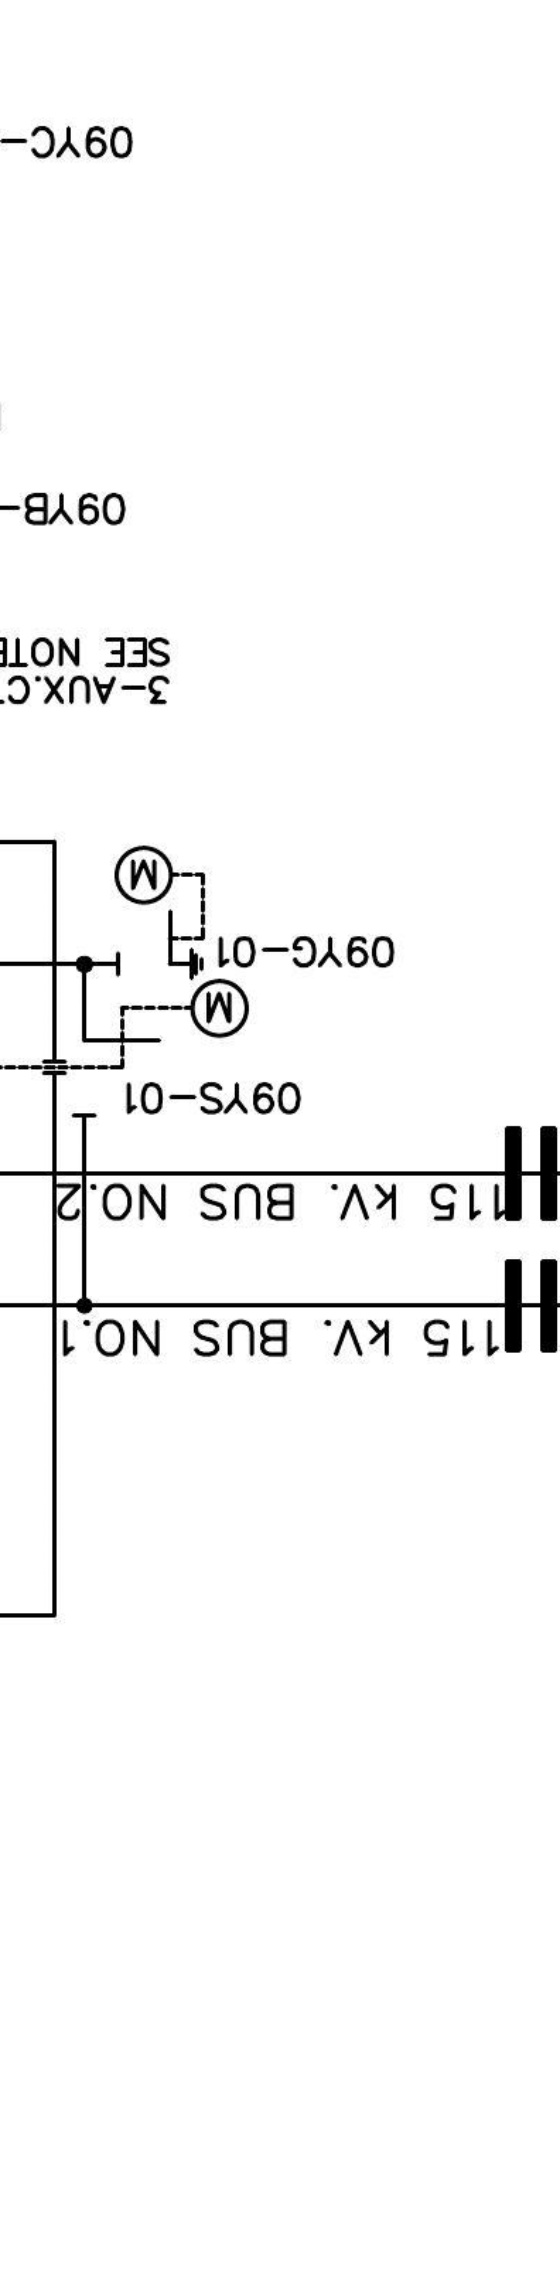 115 kV. BUS NO.1
115 kV. BUS NO.2
09YS-01
M
09YG-01
M
3-AUX.CT
SEE NOTE
09YB-
09YC-